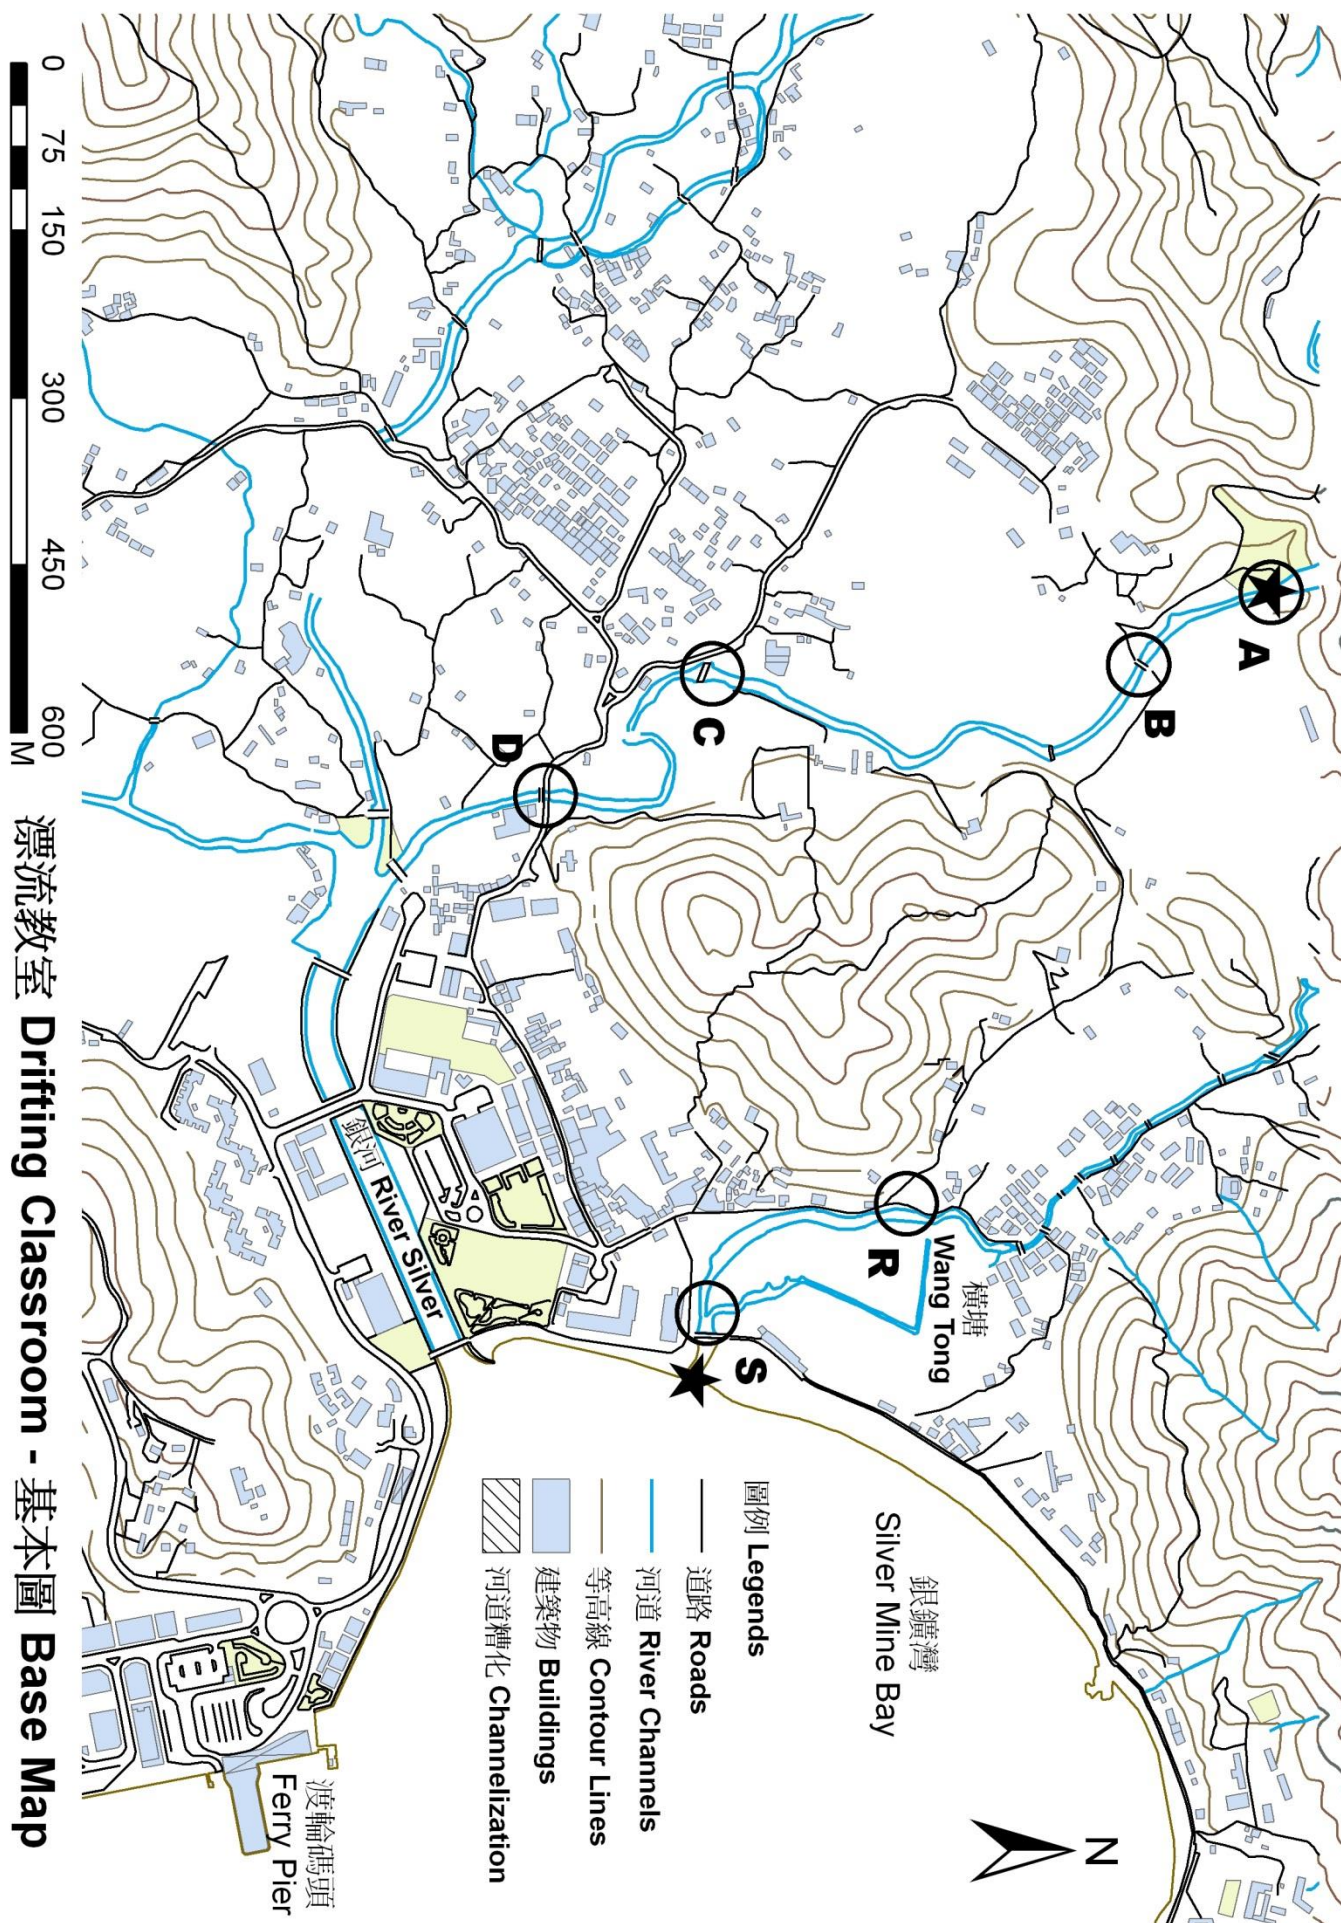 A
B
C
D
橫塘
Wang Tong
R
S
銀河 River Silver
銀鑛灣
Silver Mine Bay
N
圖例 Legends
道路 Roads
河道 River Channels
等高線 Contour Lines
建築物 Buildings
河道糟化 Channelization
渡輪碼頭
Ferry Pier
0 75 150 300 450 600
M
漂流教室 Drifting Classroom - 基本圖 Base Map